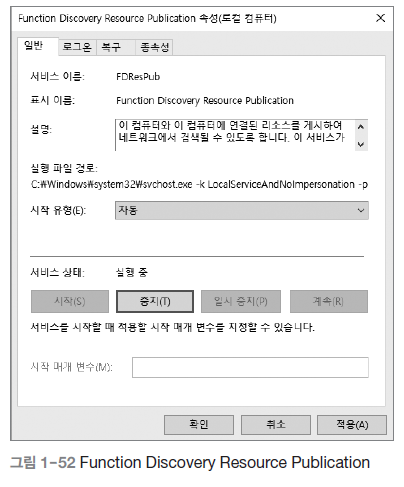 Function Discovery Resource Publication 속성(로컬 컴퓨터)
일반 로그온 복구 종속성
서비스 이름: FDResPub
표시 이름: Function Discovery Resource Publication
설명: 이 컴퓨터와 이 컴퓨터에 연결된 리소스를 게시하여
네트워크에서 검색될 수 있도록 합니다. 이 서비스가
실행 파일 경로:
C:₩Windows₩system32₩svchost.exe -k LocalServiceAndNoImpersonation -p
시작 유형(E): 자동
서비스 상태: 실행 중
시작(S) 중지(T) 일시 중지(P) 계속(R)
서비스를 시작할 때 적용할 시작 매개 변수를 지정할 수 있습니다.
시작 매개 변수(M):
확인 취소 적용(A)
그림 1-52 Function Discovery Resource Publication